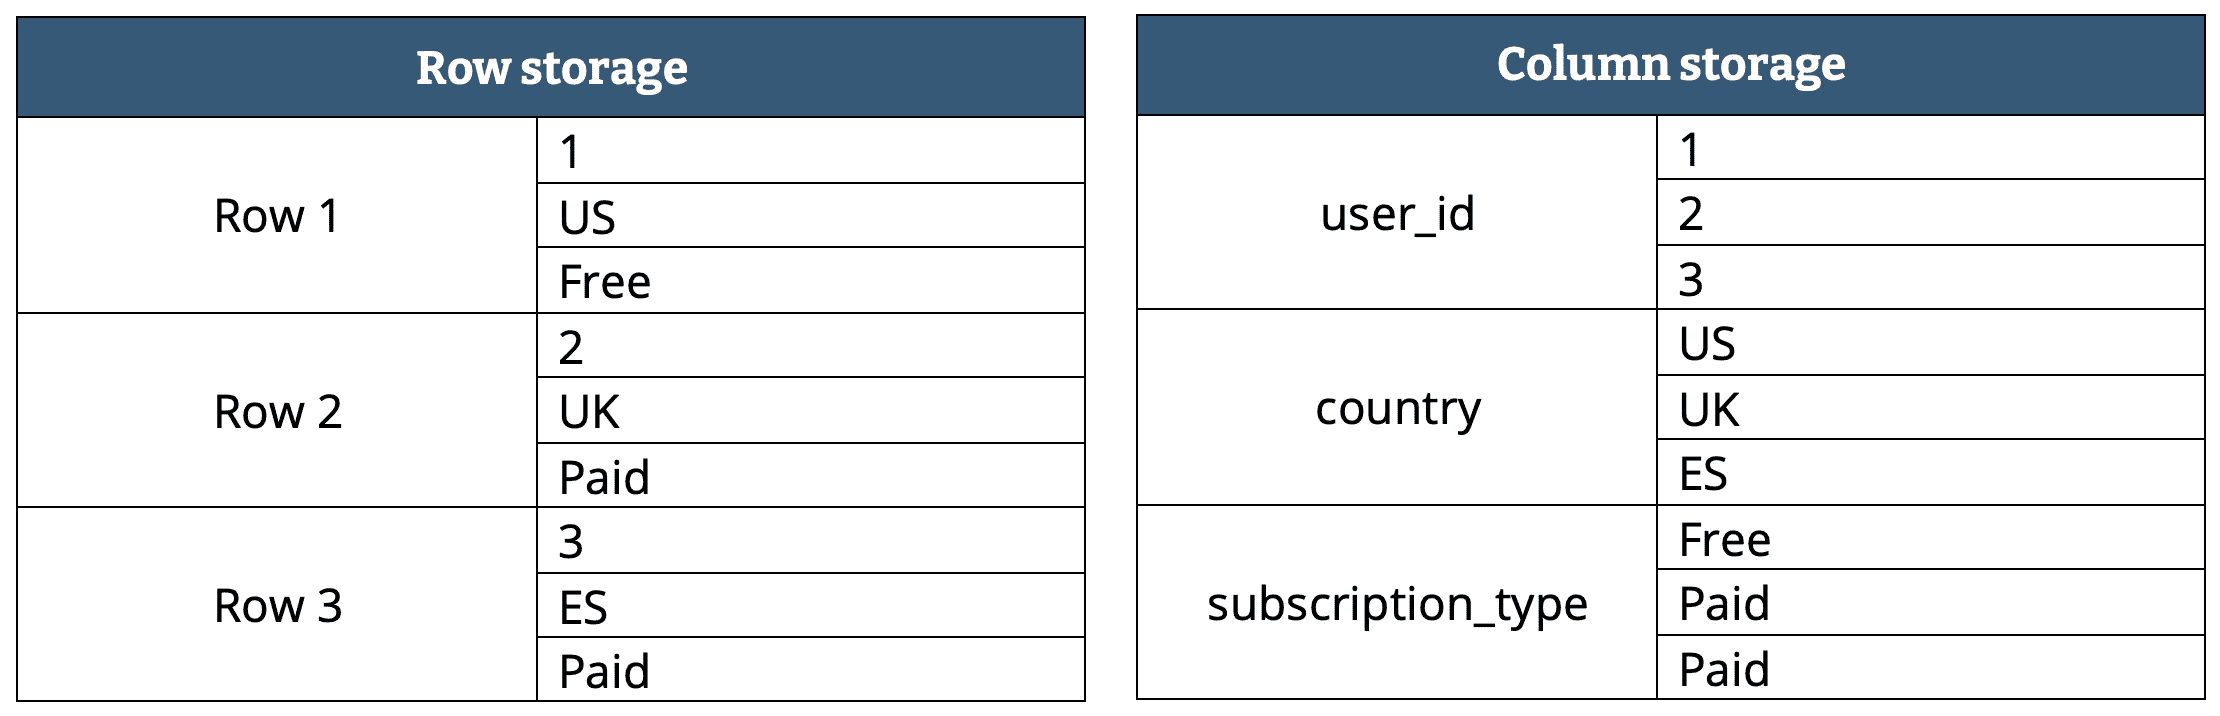 Row storage
Row 1
1
US
Free
Row 2
2
UK
Paid
Row 3
3
ES
Paid
Column storage
user_id
1
2
3
country
US
UK
ES
subscription_type
Free
Paid
Paid